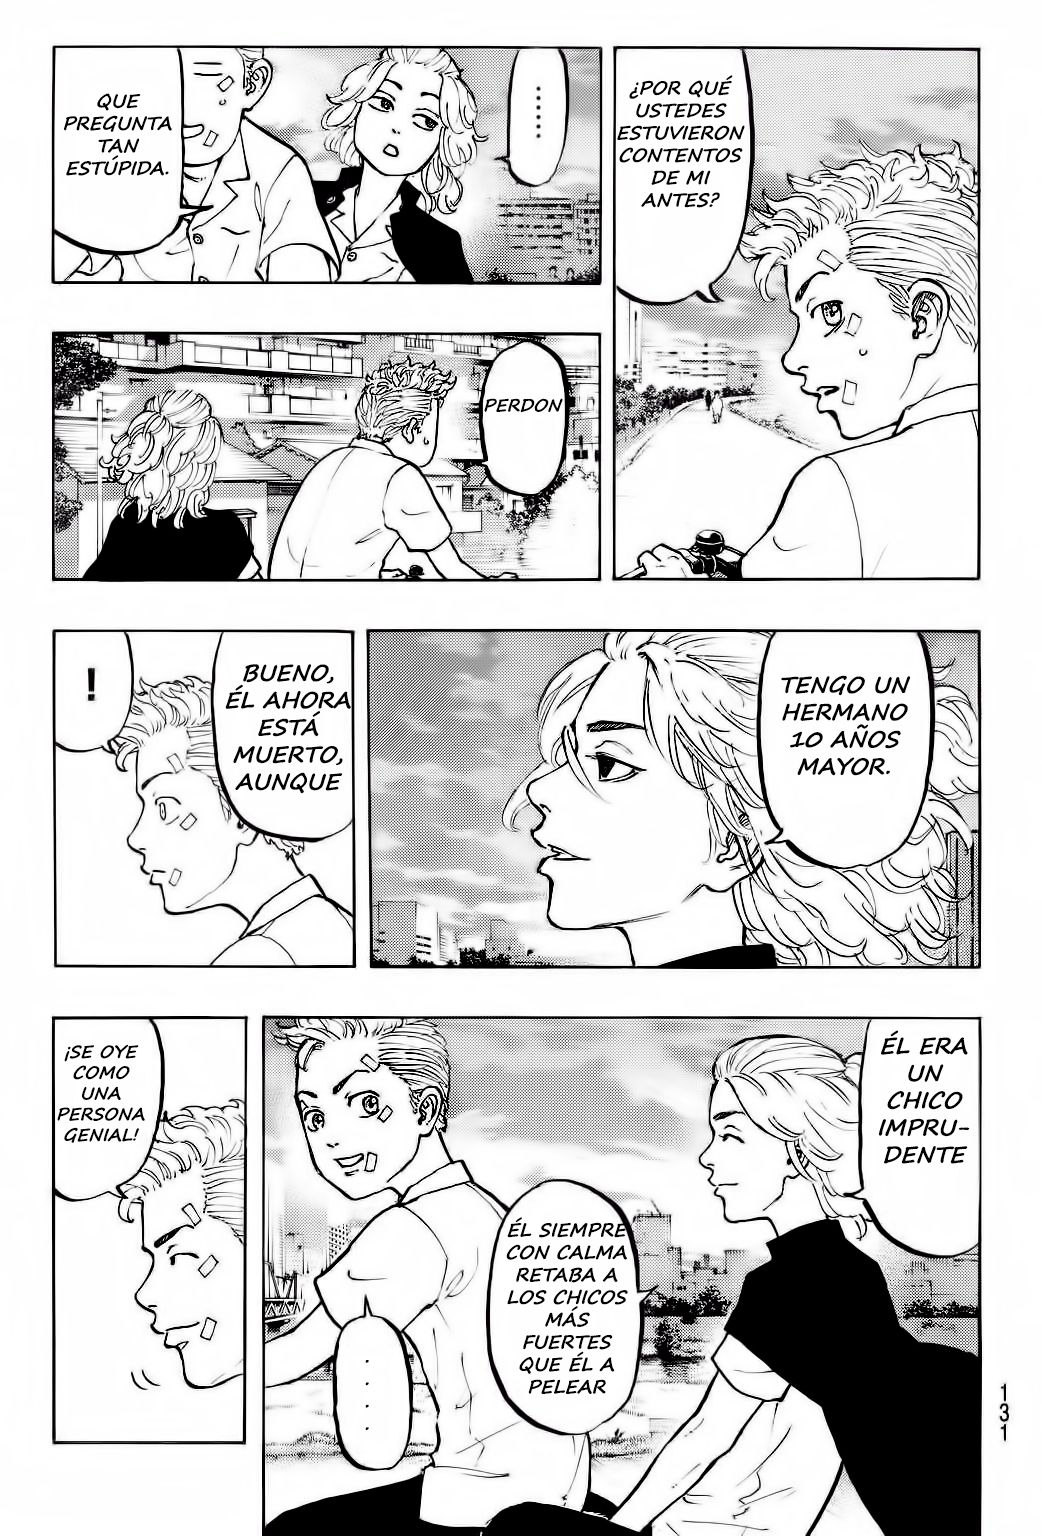 ¿POR QUÉ
USTEDES
ESTUVIERON
CONTENTOS
DE MI
ANTES?
........
QUE
PREGUNTA
TAN
ESTÚPIDA.
PERDON
TENGO UN
HERMANO
10 AÑOS
MAYOR.
BUENO,
ÉL AHORA
ESTÁ
MUERTO,
AUNQUE
!
ÉL ERA
UN
CHICO
IMPRU-
DENTE
ÉL SIEMPRE
CON CALMA
RETABA A
LOS CHICOS
MÁS
FUERTES
QUE ÉL A
PELEAR
.....
¡SE OYE
COMO
UNA
PERSONA
GENIAL!
131